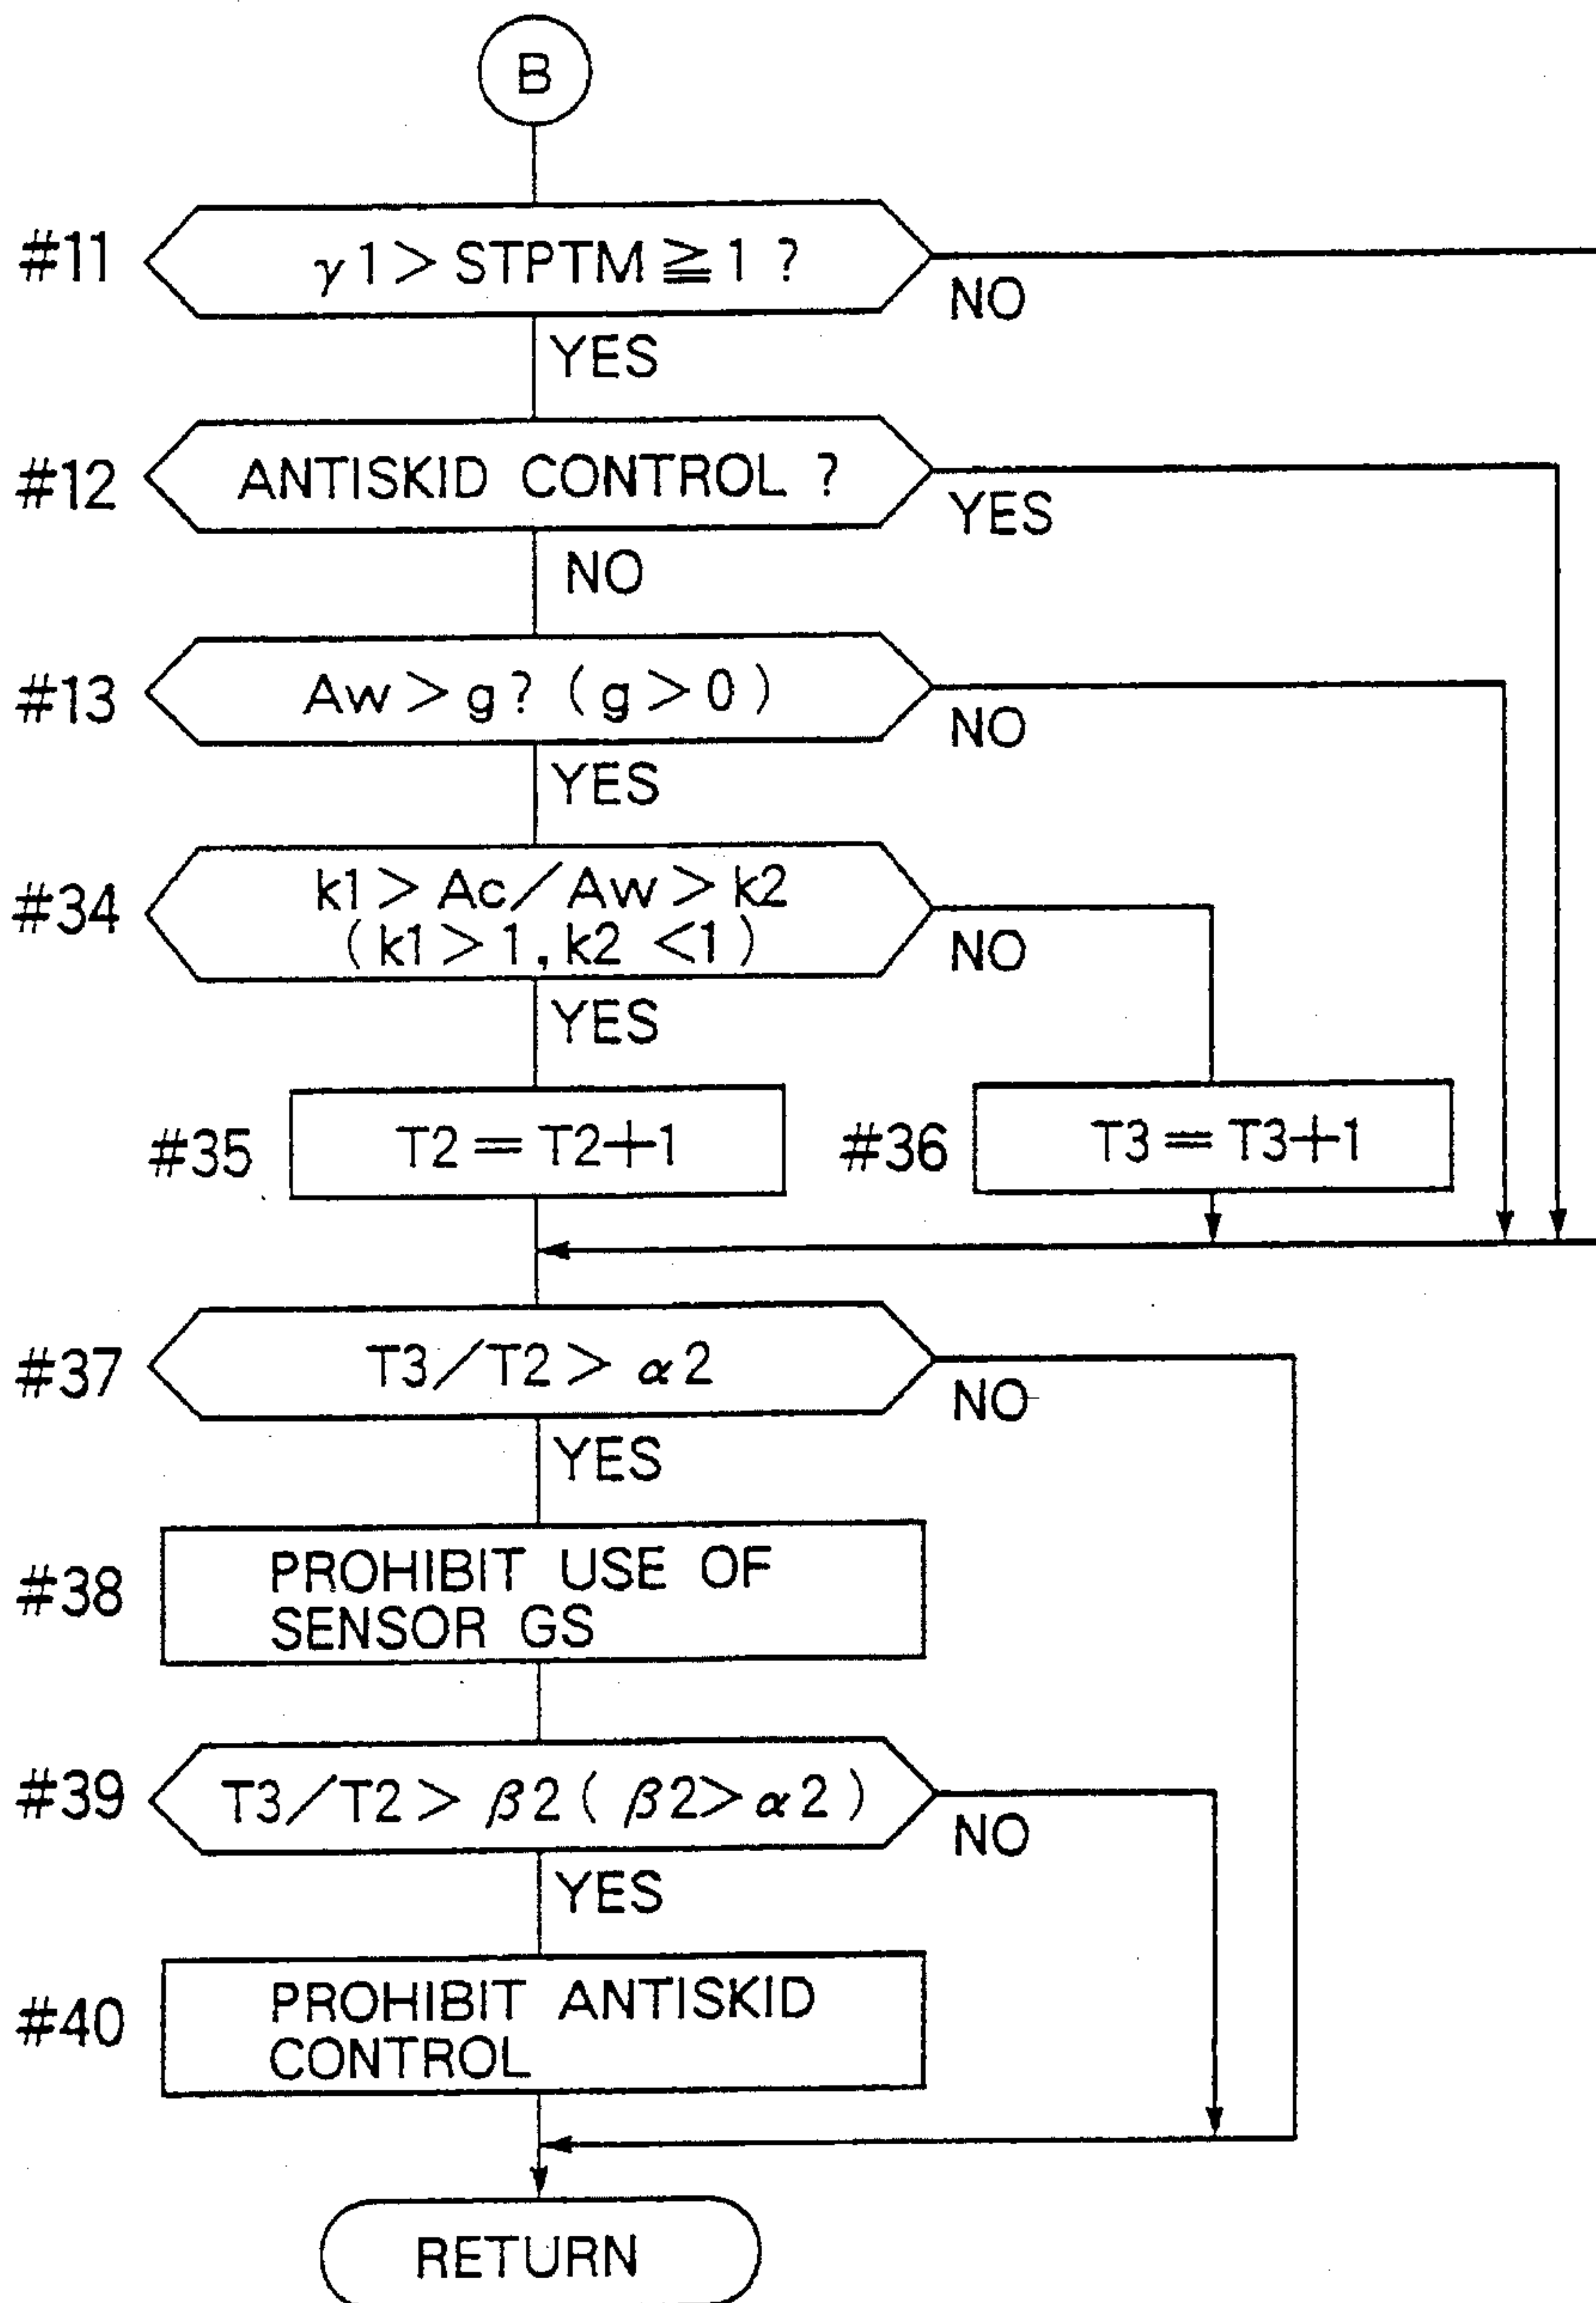 B
#11
γ1 > STPTM ≧ 1 ?
NO
YES
#12
ANTISKID CONTROL ?
YES
NO
#13
Aw > g ? ( g > 0 )
NO
YES
#34
k1 > Ac/Aw > k2
( k1 > 1, k2 < 1 )
NO
YES
#35
T2 = T2+1
#36
T3 = T3+1
#37
T3/T2 > α2
NO
YES
#38
PROHIBIT USE OF
SENSOR GS
#39
T3/T2 > β2 ( β2 > α2 )
NO
YES
#40
PROHIBIT ANTISKID
CONTROL
RETURN